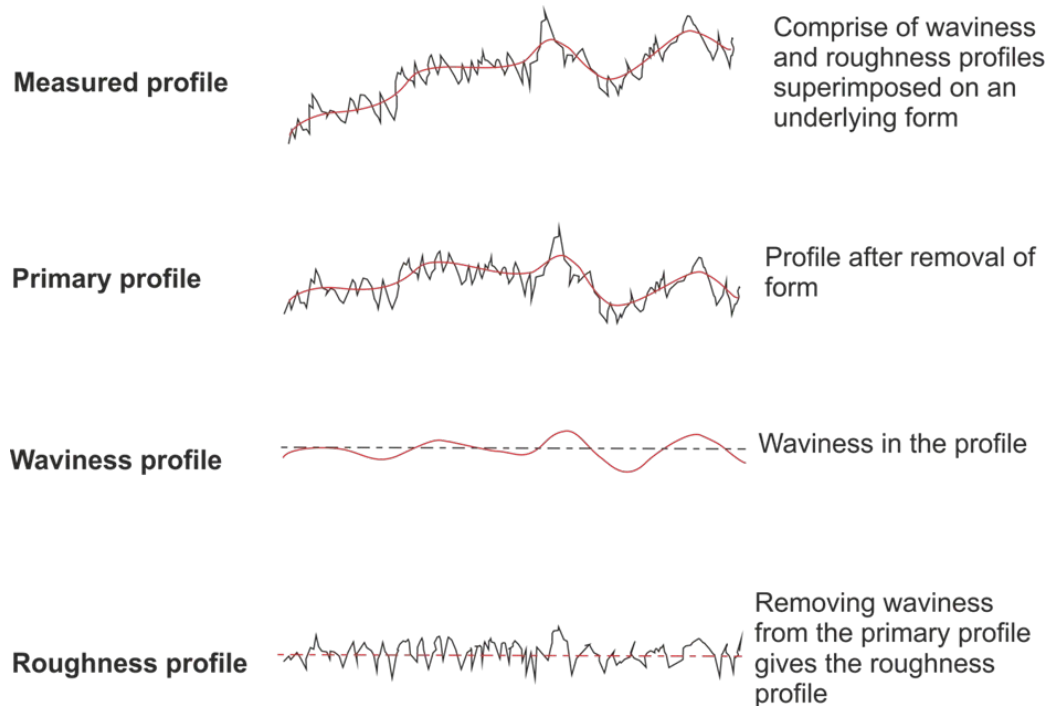 Measured profile
Comprise of waviness
and roughness profiles
superimposed on an
underlying form
Primary profile
Profile after removal of
form
Waviness profile
Waviness in the profile
Roughness profile
Removing waviness
from the primary profile
gives the roughness
profile